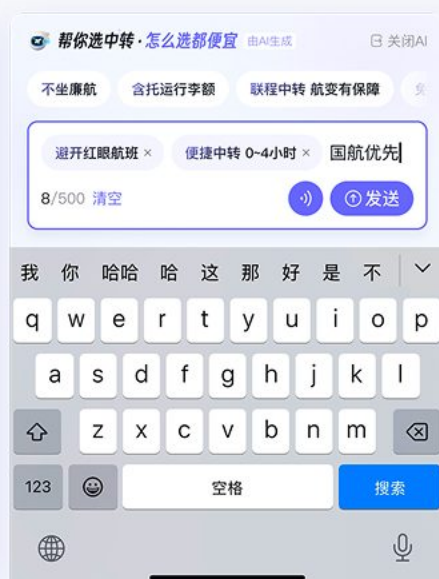 帮你选中转·怎么选都便宜 由AI生成 关闭AI
不坐廉航 含托运行李额 联程中转 航变有保障
避开红眼航班 × 便捷中转 0~4小时 × 国航优先
8/500 清空 发送
我 你 哈哈 哈 这 那 好 是 不
q w e r t y u i o p
a s d f g h j k l
z x c v b n m
123 空格 搜索